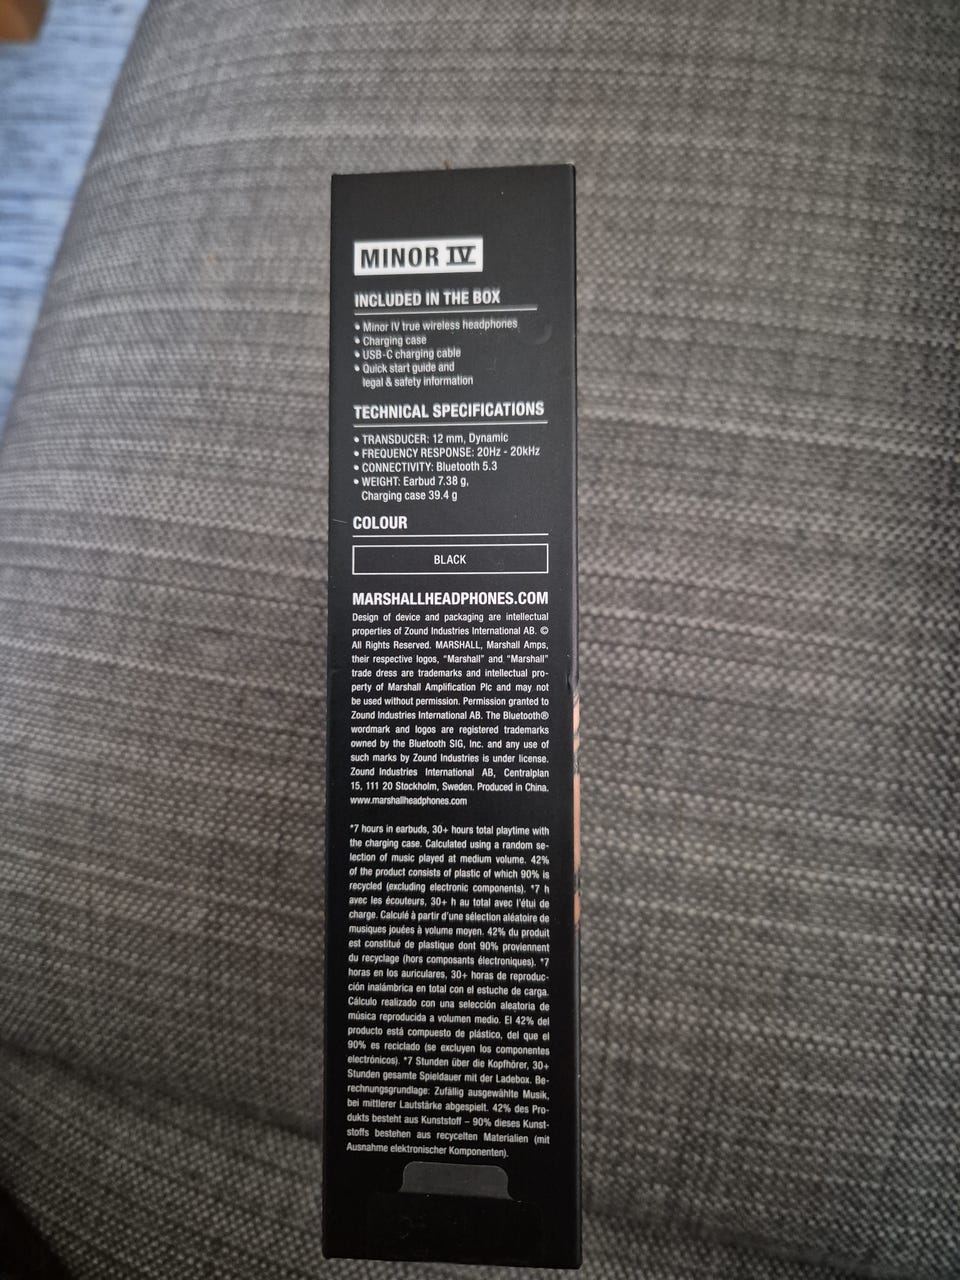 MINOR IV
INCLUDED IN THE BOX
• Minor IV true wireless headphones
• Charging case
• USB-C charging cable
• Quick start guide and
legal & safety information
TECHNICAL SPECIFICATIONS
• TRANSDUCER: 12 mm, Dynamic
• FREQUENCY RESPONSE: 20Hz - 20kHz
• CONNECTIVITY: Bluetooth 5.3
• WEIGHT: Earbud 7.38 g,
Charging case 39.4 g
COLOUR
BLACK
MARSHALLHEADPHONES.COM
Design of device and packaging are intellectual
properties of Zound Industries International AB. ©
All Rights Reserved. MARSHALL, Marshall Amps,
their respective logos, “Marshall” and “Marshall”
trade dress are trademarks and intellectual pro-
perty of Marshall Amplification Plc and may not
be used without permission. Permission granted to
Zound Industries International AB. The Bluetooth®
wordmark and logos are registered trademarks
owned by the Bluetooth SIG, Inc. and any use of
such marks by Zound Industries is under license.
Zound Industries International AB, Centralplan
15, 111 20 Stockholm, Sweden. Produced in China.
www.marshallheadphones.com
*7 hours in earbuds, 30+ hours total playtime with
the charging case. Calculated using a random se-
lection of music played at medium volume. 42%
of the product consists of plastic of which 90% is
recycled (excluding electronic components). *7 h
avec les écouteurs, 30+ h au total avec l'étui de
charge. Calculé à partir d'une sélection aléatoire de
musiques jouées à volume moyen. 42% du produit
est constitué de plastique dont 90% proviennent
du recyclage (hors composants électroniques). *7
horas en los auriculares, 30+ horas de reproduc-
ción inalámbrica en total con el estuche de carga.
Cálculo realizado con una selección aleatoria de
música reproducida a volumen medio. El 42% del
producto está compuesto de plástico, del que el
90% es reciclado (se excluyen los componentes
electrónicos). *7 Stunden über die Kopfhörer, 30+
Stunden gesamte Spieldauer mit der Ladebox. Be-
rechnungsgrundlage: Zufällig ausgewählte Musik,
bei mittlerer Lautstärke abgespielt. 42% des Pro-
dukts besteht aus Kunststoff – 90% dieses Kunst-
stoffs bestehen aus recycelten Materialien (mit
Ausnahme elektronischer Komponenten).